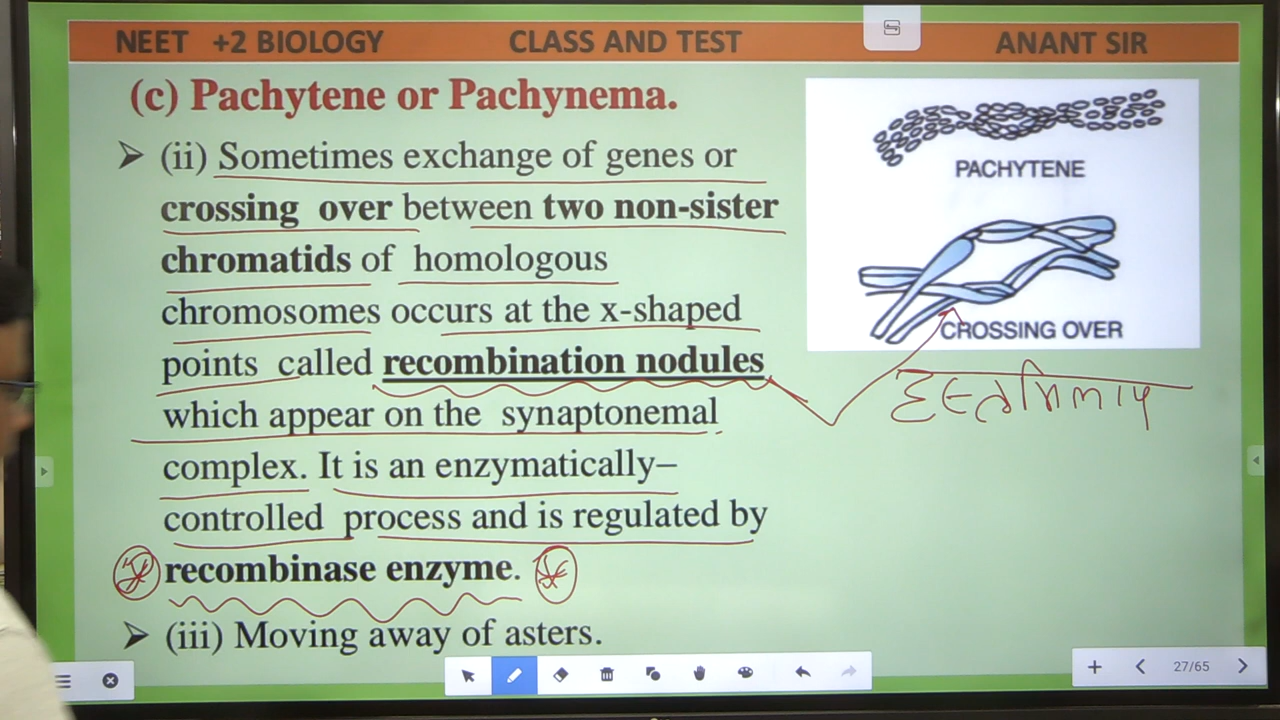 NEET +2 BIOLOGY CLASS AND TEST ANANT SIR
(c) Pachytene or Pachynema.
➤ (ii) Sometimes exchange of genes or
crossing over between two non-sister
chromatids of homologous
chromosomes occurs at the x-shaped
points called recombination nodules
which appear on the synaptonemal
complex. It is an enzymatically–
controlled process and is regulated by
recombinase enzyme.
➤ (iii) Moving away of asters.
PACHYTENE
CROSSING OVER
27/65